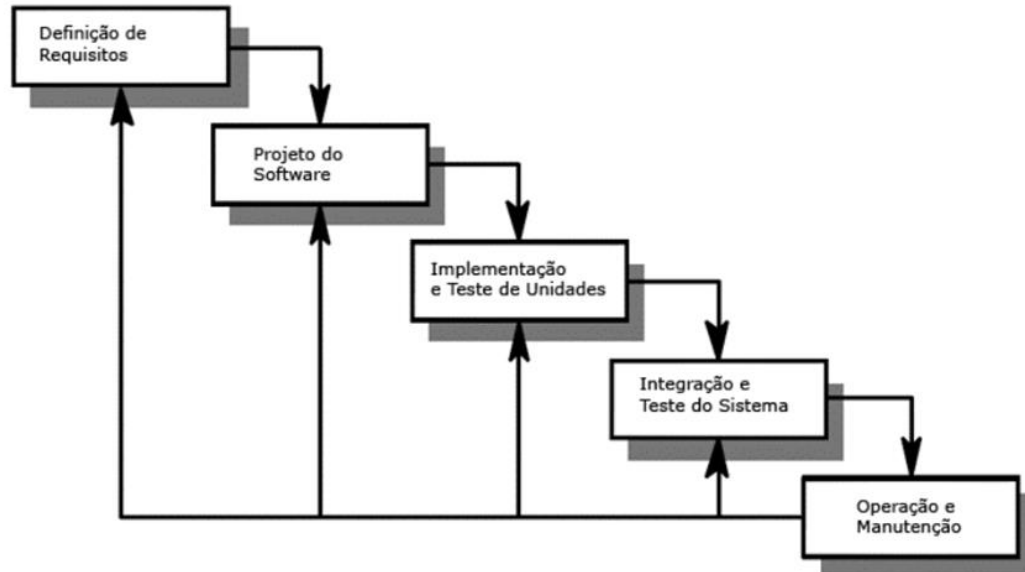 Definição de
Requisitos
Projeto do
Software
Implementação
e Teste de Unidades
Integração e
Teste do Sistema
Operação e
Manutenção